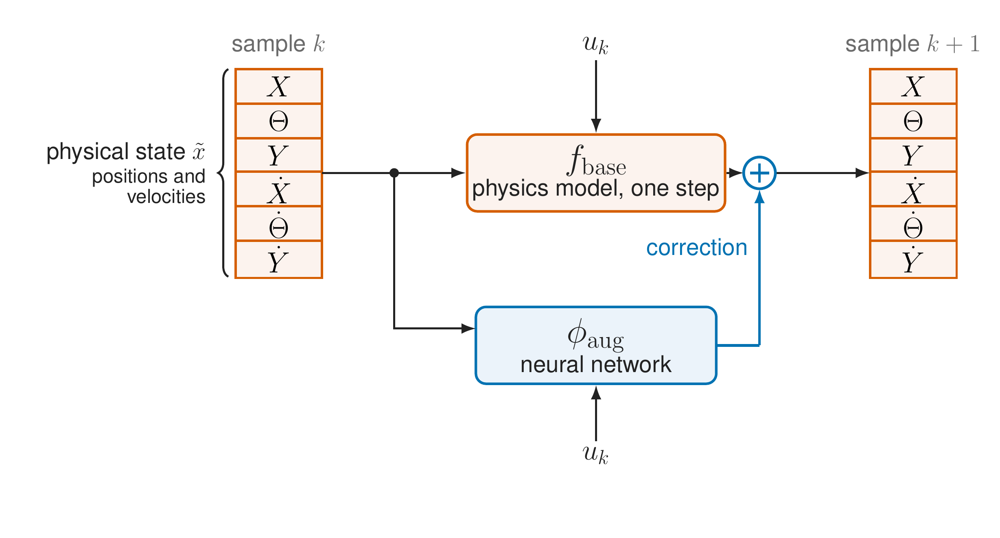 sample k
u_k
sample k + 1
X
Θ
Y
Ẋ
Θ̇
Ẏ
physical state x̃
positions and
velocities
f_base
physics model, one step
+
X
Θ
Y
Ẋ
Θ̇
Ẏ
correction
ϕ_aug
neural network
u_k